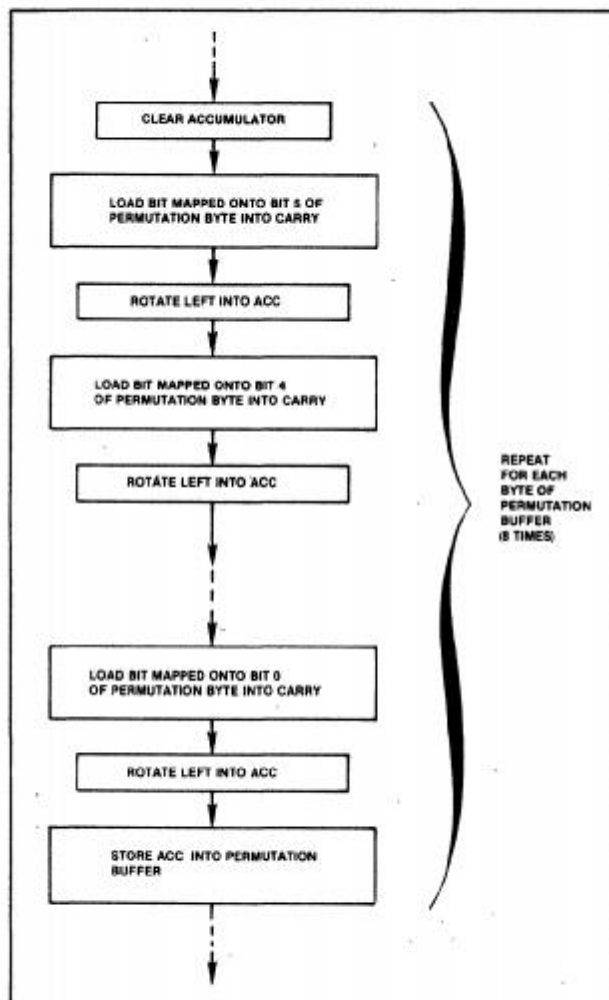 CLEAR ACCUMULATOR
LOAD BIT MAPPED ONTO BIT 5 OF
PERMUTATION BYTE INTO CARRY
ROTATE LEFT INTO ACC
LOAD BIT MAPPED ONTO BIT 4
OF PERMUTATION BYTE INTO CARRY
ROTATE LEFT INTO ACC
REPEAT
FOR EACH
BYTE OF
PERMUTATION
BUFFER
(8 TIMES)
LOAD BIT MAPPED ONTO BIT 0
OF PERMUTATION BYTE INTO CARRY
ROTATE LEFT INTO ACC
STORE ACC INTO PERMUTATION
BUFFER